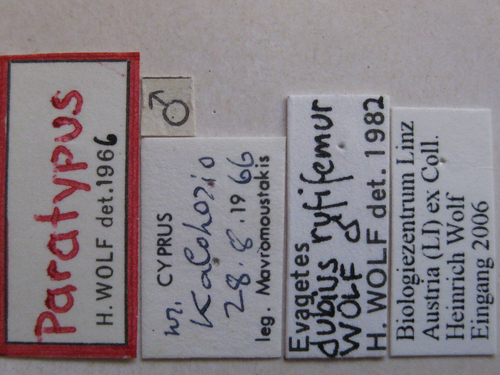 Paratypus
H. WOLF det. 1966
♂
CYPRUS
Kalohorio
28.8.1966
leg. Mavromoustakis
Evagetes
dubius rufifemur
WOLF ♂
H. WOLF det. 1982
Biologiezentrum Linz
Austria (LI) ex Coll.
Heinrich Wolf
Eingang 2006